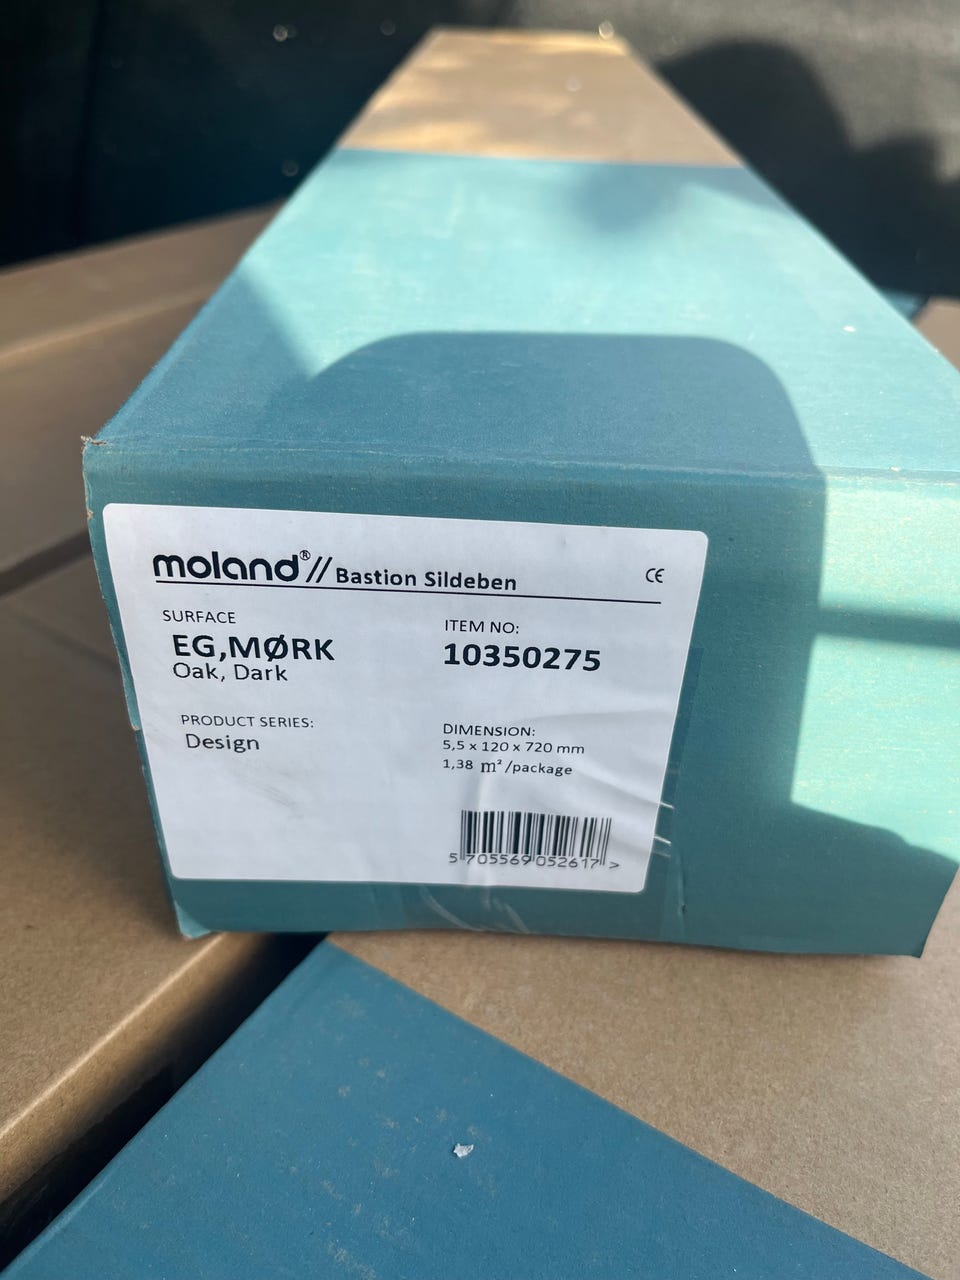 moland®// Bastion Sildeben
CE
SURFACE
EG,MØRK
Oak, Dark
ITEM NO:
10350275
PRODUCT SERIES:
Design
DIMENSION:
5,5 x 120 x 720 mm
1,38 m²/package
5 705569 052617 >